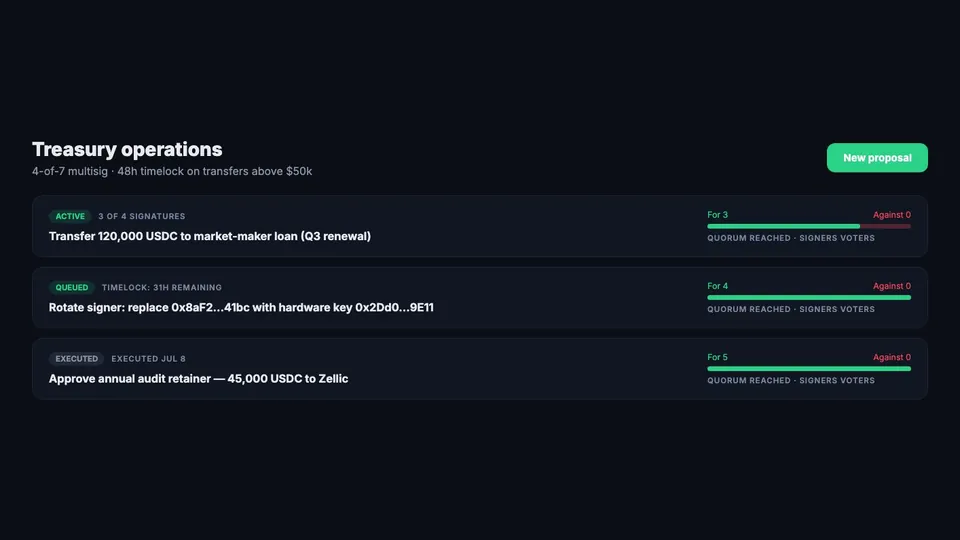 Treasury operations
4-of-7 multisig · 48h timelock on transfers above $50k
New proposal
ACTIVE 3 OF 4 SIGNATURES
Transfer 120,000 USDC to market-maker loan (Q3 renewal)
For 3 Against 0
QUORUM REACHED · SIGNERS VOTERS
QUEUED TIMELOCK: 31H REMAINING
Rotate signer: replace 0x8aF2…41bc with hardware key 0x2Dd0…9E11
For 4 Against 0
QUORUM REACHED · SIGNERS VOTERS
EXECUTED EXECUTED JUL 8
Approve annual audit retainer — 45,000 USDC to Zellic
For 5 Against 0
QUORUM REACHED · SIGNERS VOTERS